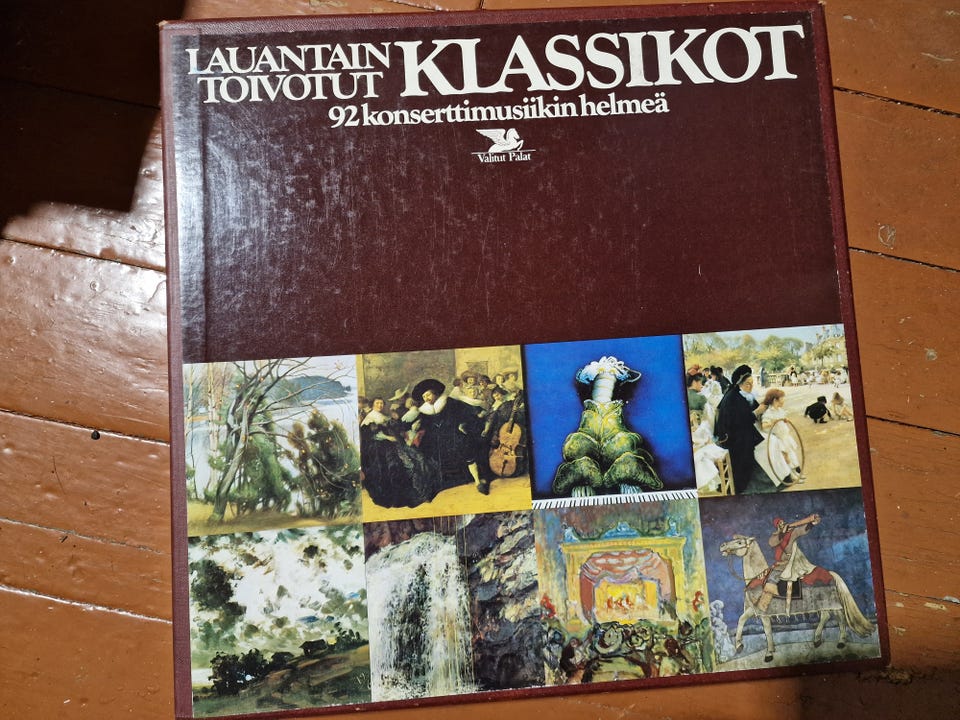 LAUANTAIN
TOIVOTUT
KLASSIKOT
92 konserttimusiikin helmeä
Valitut Palat